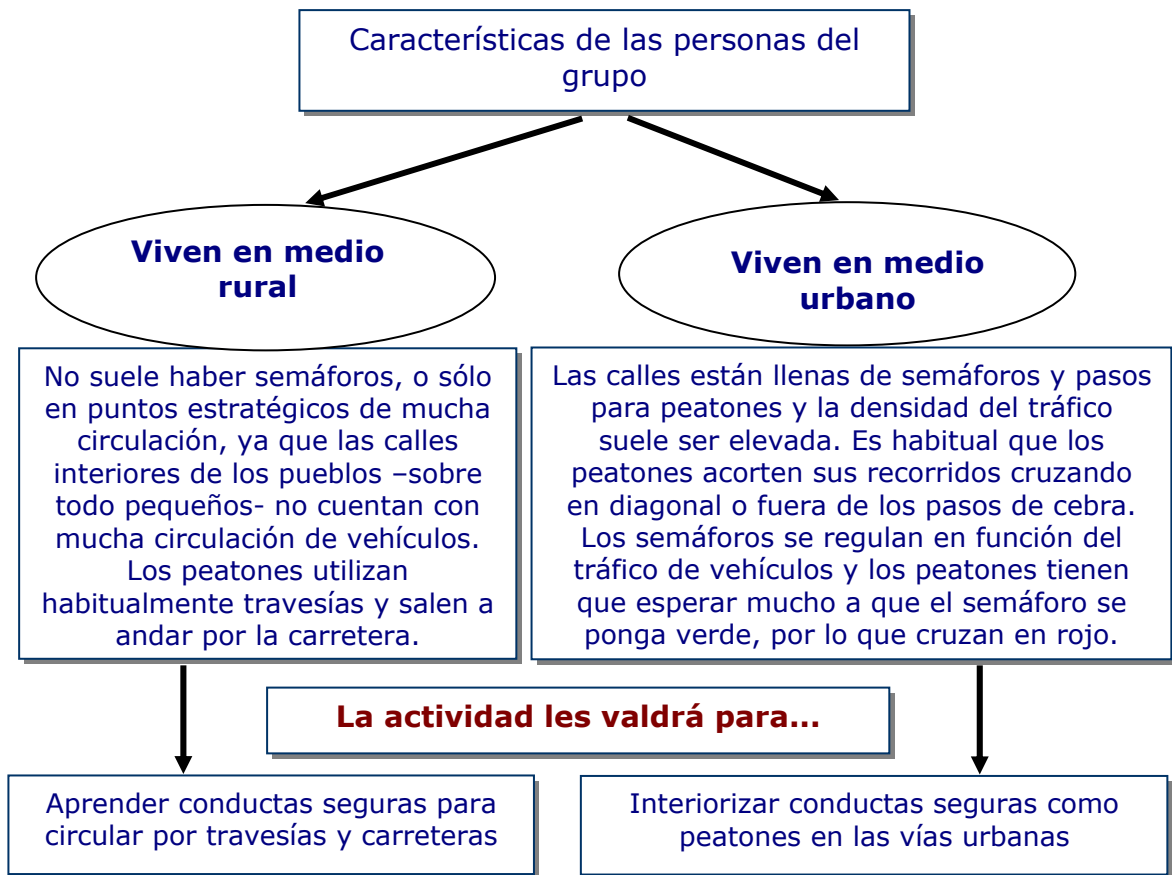 Características de las personas del
grupo
Viven en medio
rural
Viven en medio
urbano
No suele haber semáforos, o sólo
en puntos estratégicos de mucha
circulación, ya que las calles
interiores de los pueblos –sobre
todo pequeños- no cuentan con
mucha circulación de vehículos.
Los peatones utilizan
habitualmente travesías y salen a
andar por la carretera.
Las calles están llenas de semáforos y pasos
para peatones y la densidad del tráfico
suele ser elevada. Es habitual que los
peatones acorten sus recorridos cruzando
en diagonal o fuera de los pasos de cebra.
Los semáforos se regulan en función del
tráfico de vehículos y los peatones tienen
que esperar mucho a que el semáforo se
ponga verde, por lo que cruzan en rojo.
La actividad les valdrá para…
Aprender conductas seguras para
circular por travesías y carreteras
Interiorizar conductas seguras como
peatones en las vías urbanas